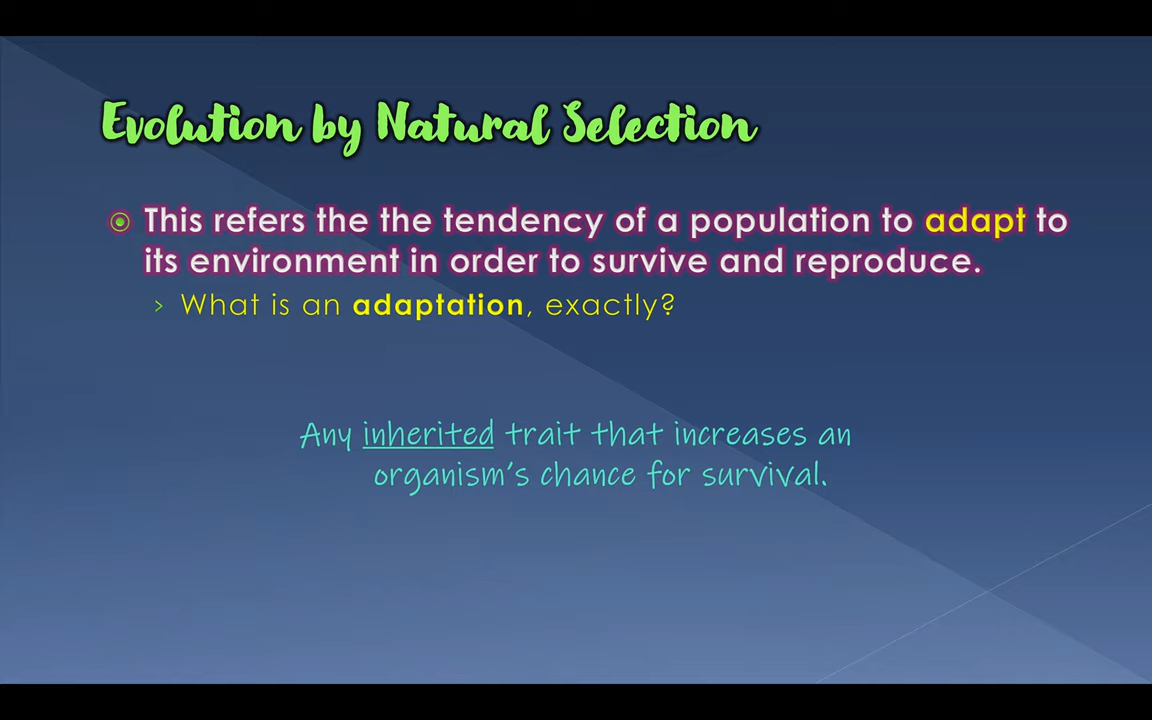 Evolution by Natural Selection
This refers the the tendency of a population to adapt to
its environment in order to survive and reproduce.
What is an adaptation, exactly?
Any inherited trait that increases an
organism's chance for survival.